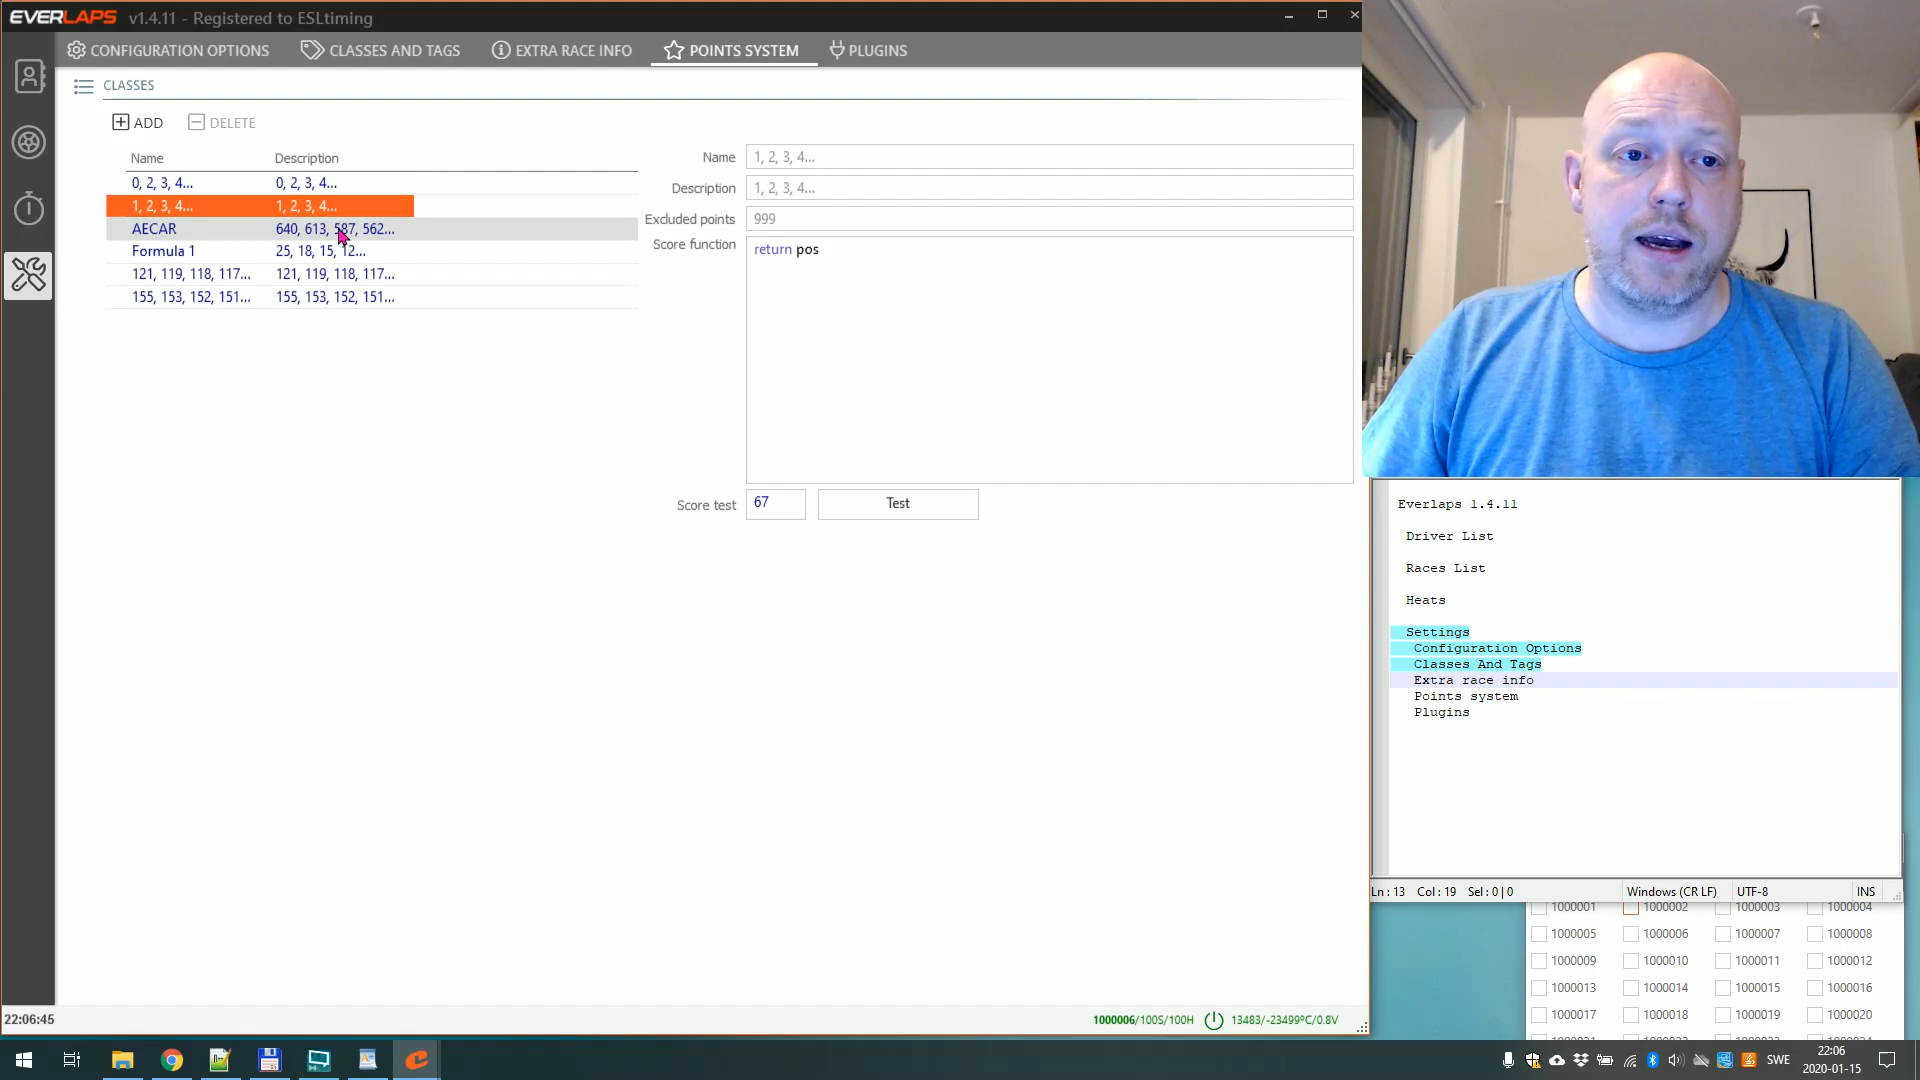 EVERLAPS v1.4.11 - Registered to ESLtiming
CONFIGURATION OPTIONS CLASSES AND TAGS EXTRA RACE INFO POINTS SYSTEM PLUGINS
CLASSES
ADD DELETE
Name Description
0, 2, 3, 4... 0, 2, 3, 4...
1, 2, 3, 4... 1, 2, 3, 4...
AECAR 640, 613, 587, 562...
Formula 1 25, 18, 15, 12...
121, 119, 118, 117... 121, 119, 118, 117...
155, 153, 152, 151... 155, 153, 152, 151...
Name 1, 2, 3, 4...
Description 1, 2, 3, 4...
Excluded points 999
Score function return pos
Score test 67 Test
22:06:45
1000006/100S/100H 13483/-23499ºC/0.8V
Everlaps 1.4.11
Driver List
Races List
Heats
Settings
Configuration Options
Classes And Tags
Extra race info
Points system
Plugins
Ln : 13 Col : 19 Sel : 0 | 0 Windows (CR LF) UTF-8 INS
1000001 1000002 1000003 1000004
1000005 1000006 1000007 1000008
1000009 1000010 1000011 1000012
1000013 1000014 1000015 1000016
1000017 1000018 1000019 1000020
SWE
22:06
2020-01-15